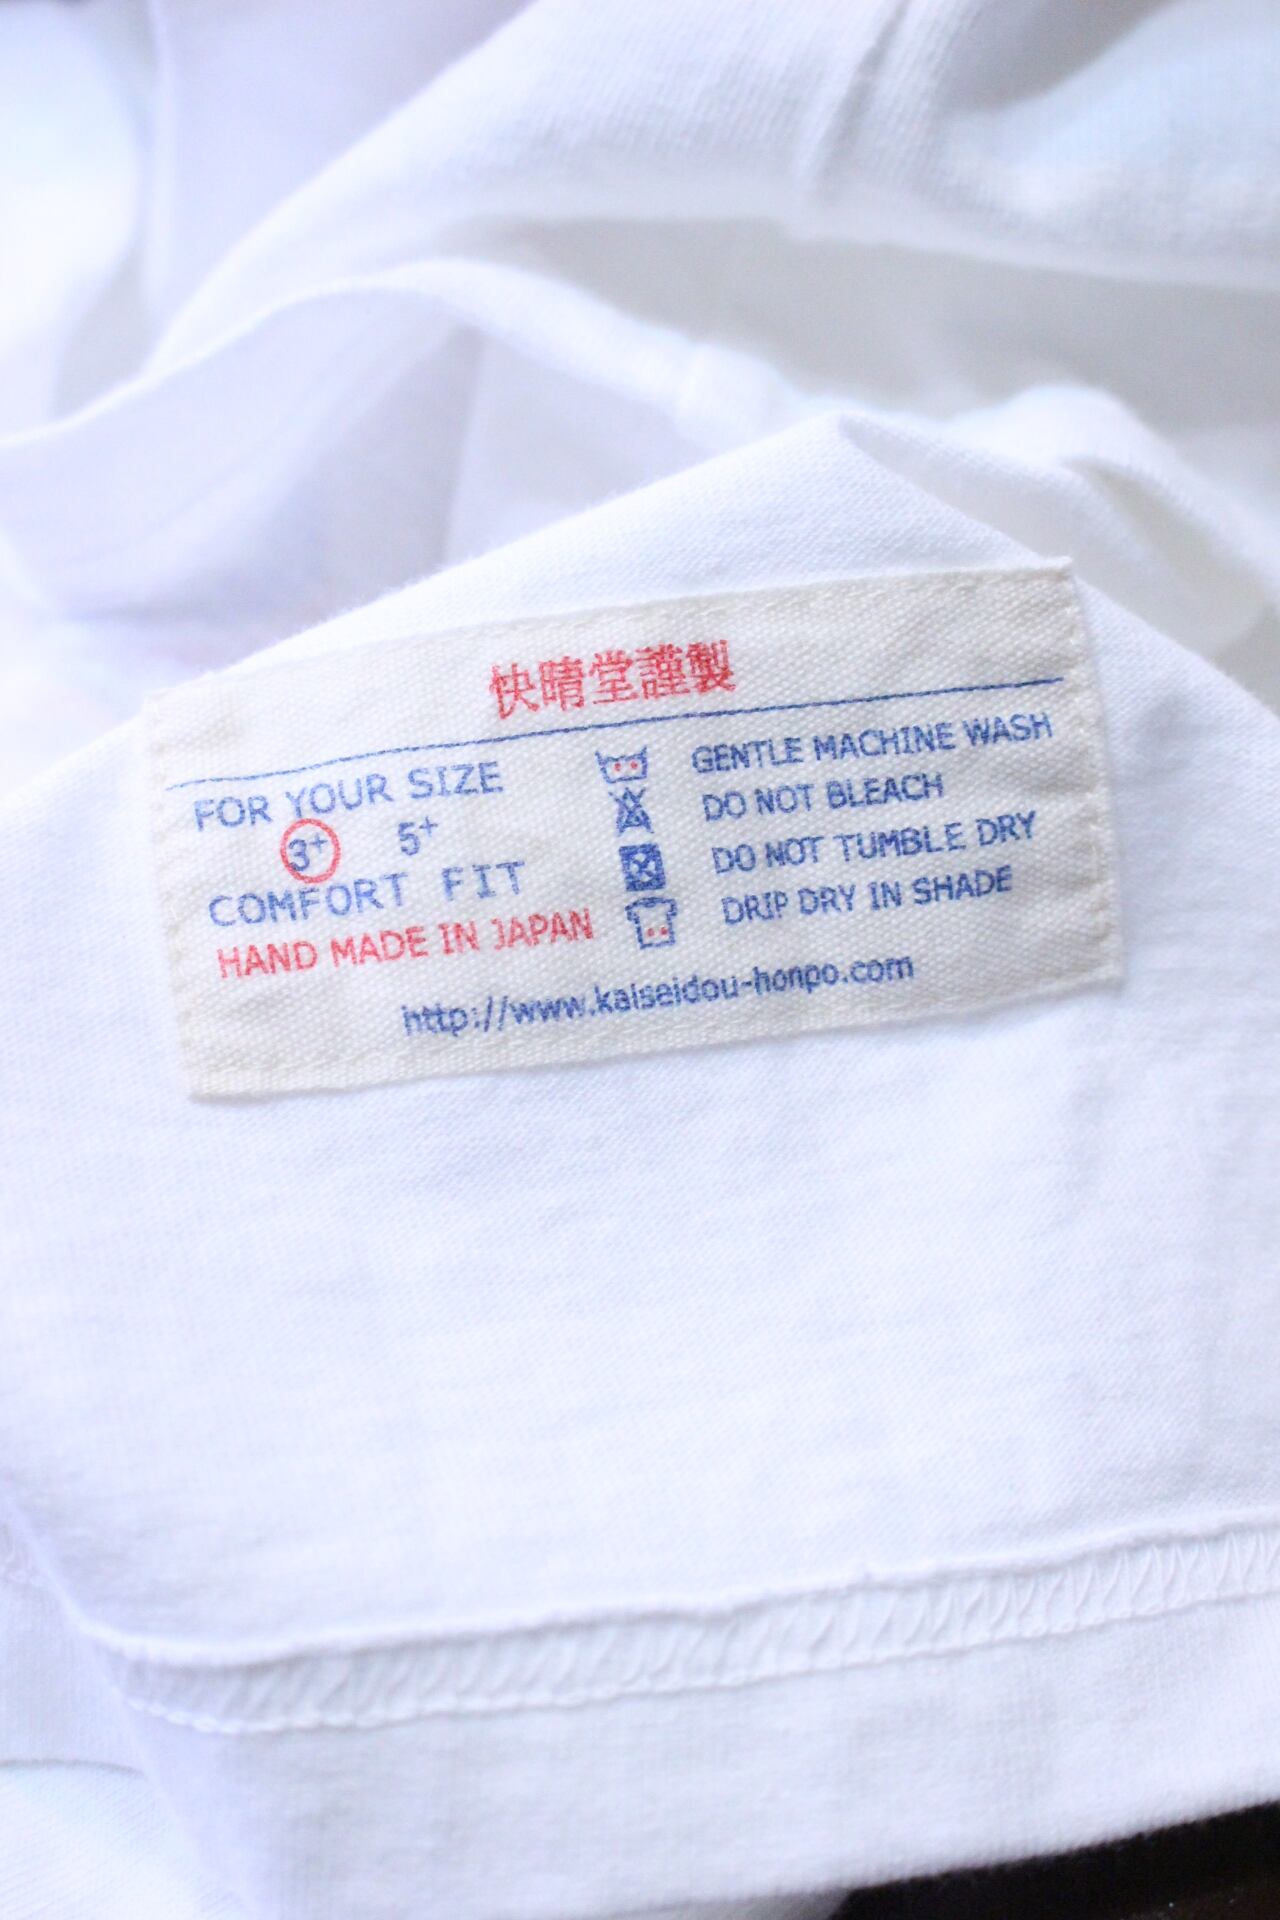 快晴堂謹製
FOR YOUR SIZE
3+ 5+
COMFORT FIT
HAND MADE IN JAPAN
GENTLE MACHINE WASH
DO NOT BLEACH
DO NOT TUMBLE DRY
DRIP DRY IN SHADE
http://www.kaiseidou-honpo.com